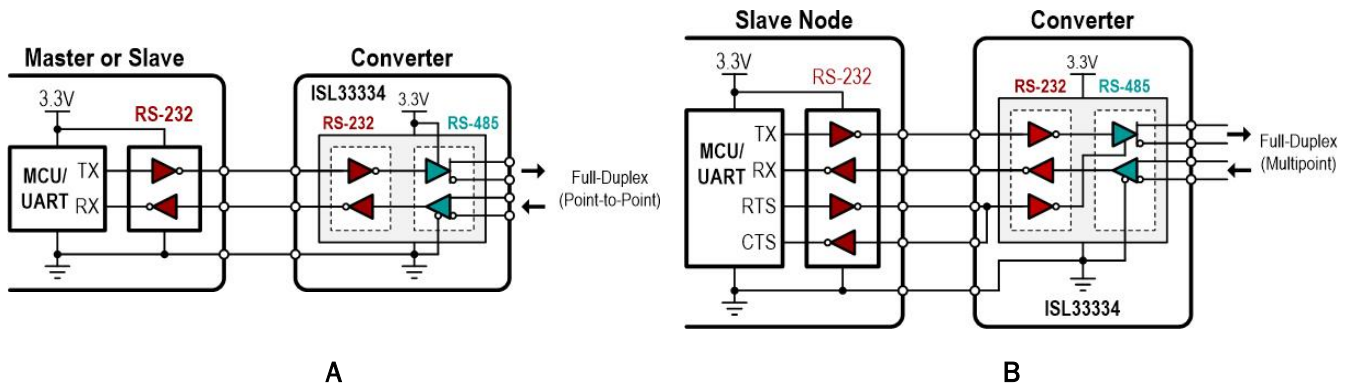 Master or Slave
Converter
3.3V
RS-232
ISL33334
3.3V
RS-232
RS-485
MCU/
UART
TX
RX
Full-Duplex
(Point-to-Point)
A
Slave Node
Converter
3.3V
RS-232
3.3V
RS-232
RS-485
MCU/
UART
TX
RX
RTS
CTS
Full-Duplex
(Multipoint)
ISL33334
B